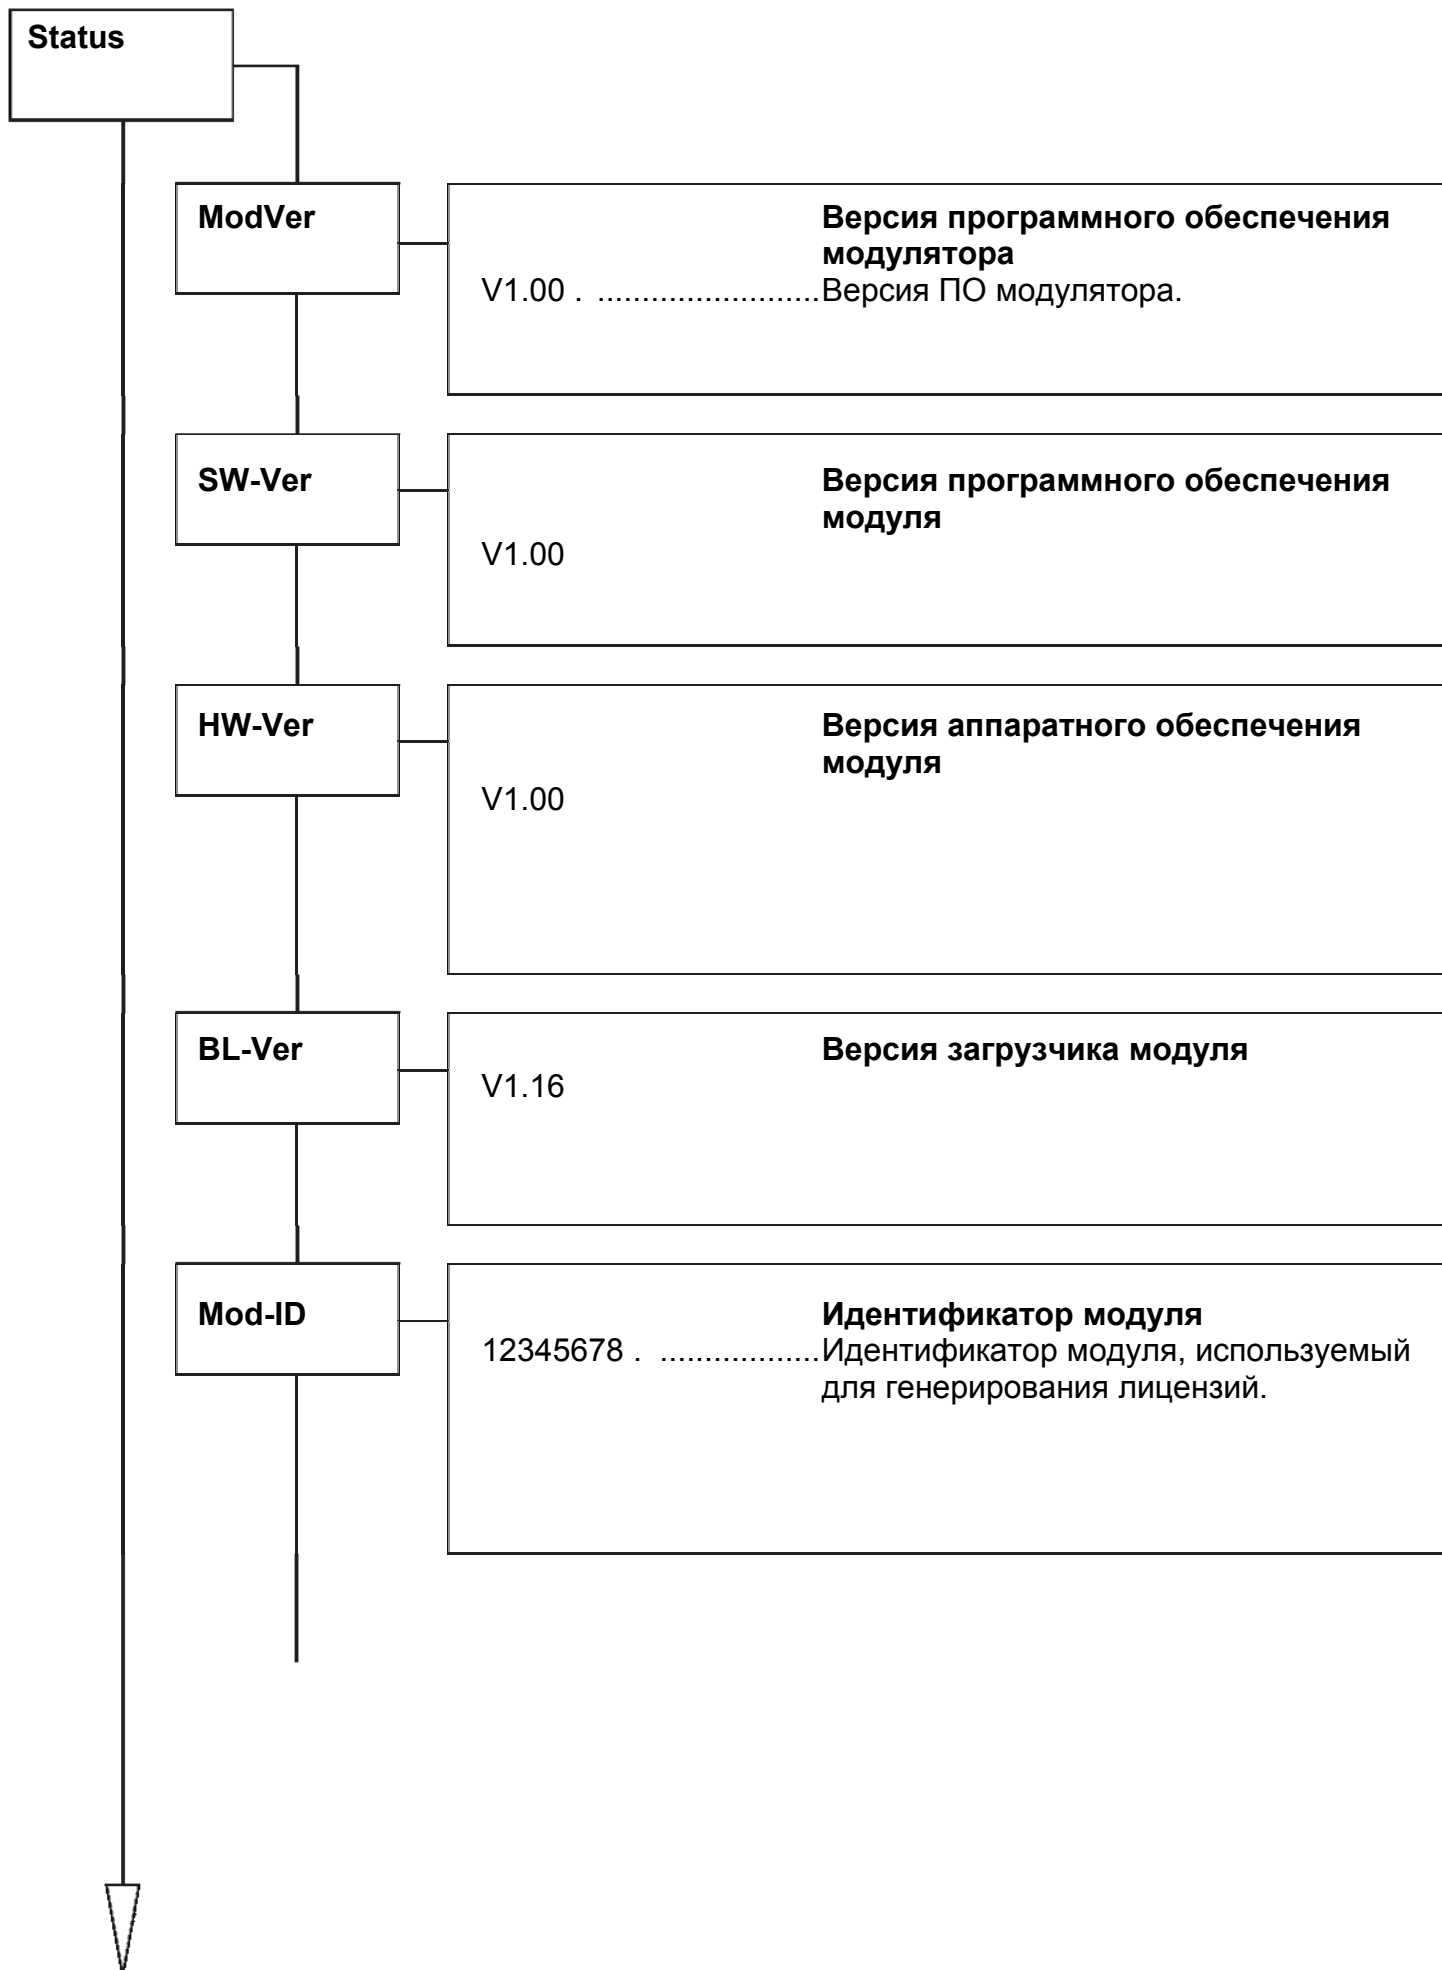 Status
ModVer
Версия программного обеспечения
модулятора
V1.00 . .........................Версия ПО модулятора.
SW-Ver
Версия программного обеспечения
модуля
V1.00
HW-Ver
Версия аппаратного обеспечения
модуля
V1.00
BL-Ver
Версия загрузчика модуля
V1.16
Mod-ID
Идентификатор модуля
12345678 . ..................Идентификатор модуля, используемый
для генерирования лицензий.